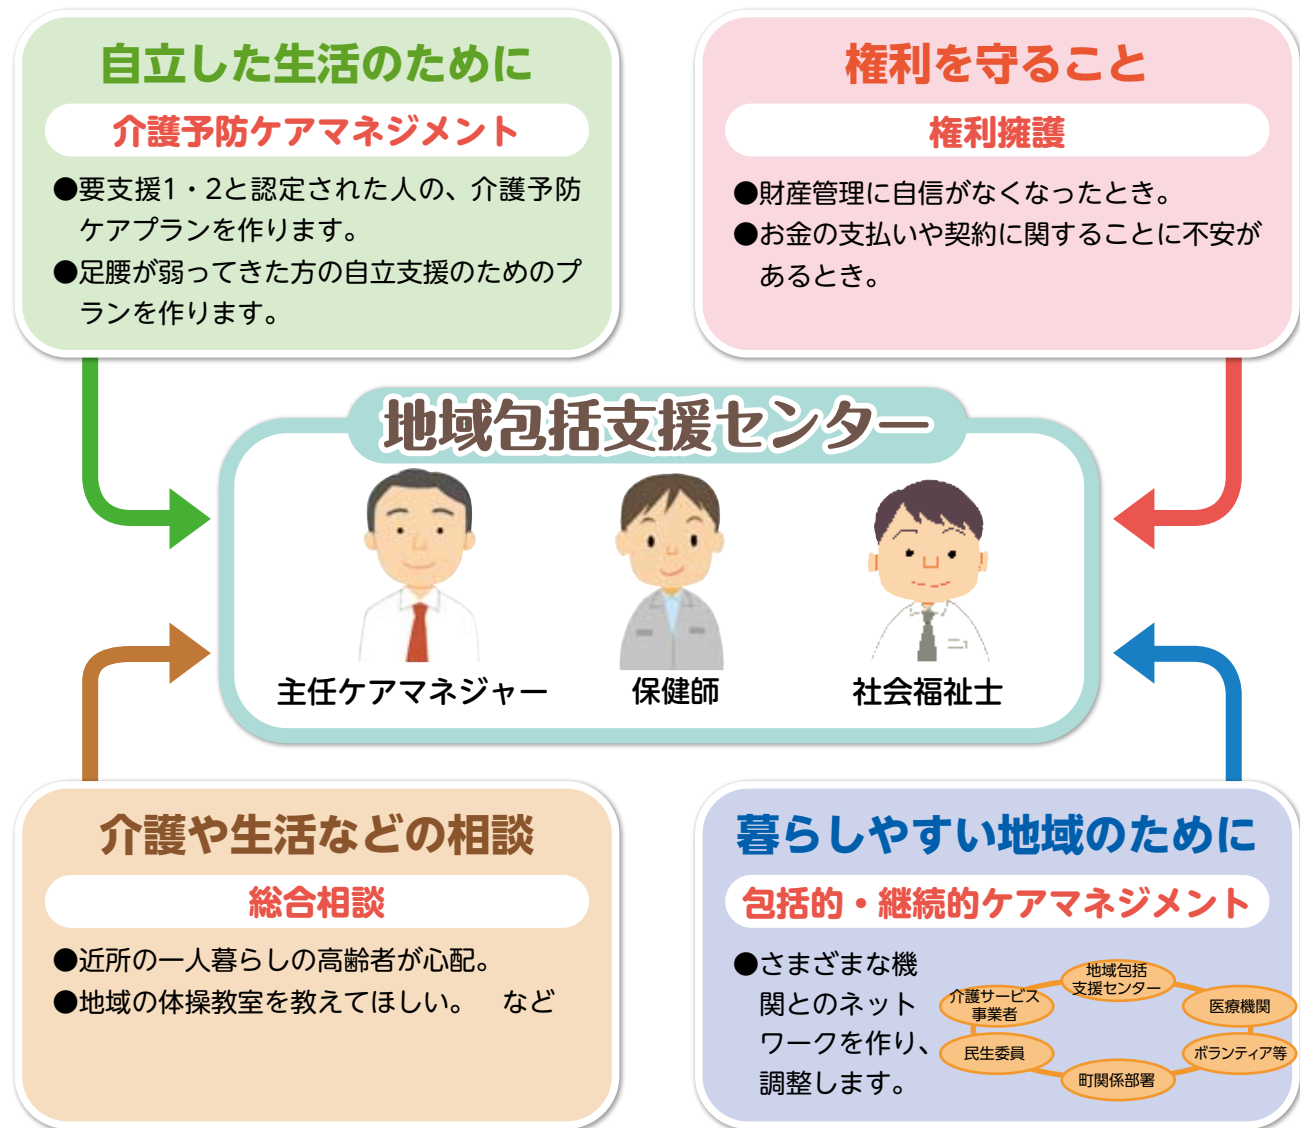 自立した生活のために
介護予防ケアマネジメント
●要支援1・2と認定された人の、介護予防
ケアプランを作ります。
●足腰が弱ってきた方の自立支援のためのプ
ランを作ります。
権利を守ること
権利擁護
●財産管理に自信がなくなったとき。
●お金の支払いや契約に関することに不安が
あるとき。
地域包括支援センター
主任ケアマネジャー
保健師
社会福祉士
介護や生活などの相談
総合相談
●近所の一人暮らしの高齢者が心配。
●地域の体操教室を教えてほしい。　など
暮らしやすい地域のために
包括的・継続的ケアマネジメント
●さまざまな機
関とのネット
ワークを作り、
調整します。
地域包括
支援センター
介護サービス
事業者
医療機関
民生委員
ボランティア等
町関係部署